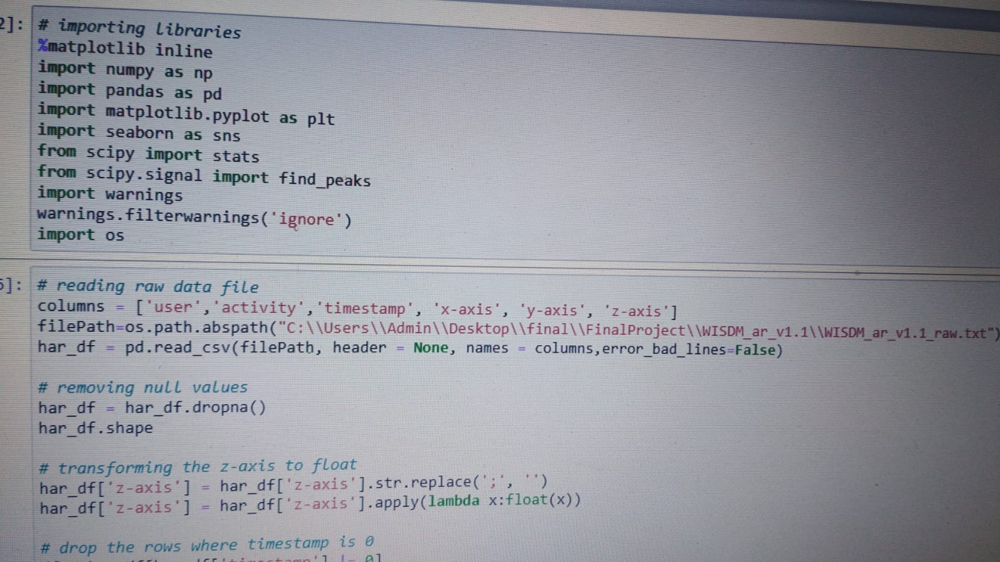 2]:
# importing libraries
%matplotlib inline
import numpy as np
import pandas as pd
import matplotlib.pyplot as plt
import seaborn as sns
from scipy import stats
from scipy.signal import find_peaks
import warnings
warnings.filterwarnings('ignore')
import os
5]:
# reading raw data file
columns = ['user','activity','timestamp', 'x-axis', 'y-axis', 'z-axis']
filePath=os.path.abspath("C:\\Users\\Admin\\Desktop\\final\\FinalProject\\WISDM_ar_v1.1\\WISDM_ar_v1.1_raw.txt")
har_df = pd.read_csv(filePath, header = None, names = columns,error_bad_lines=False)
# removing null values
har_df = har_df.dropna()
har_df.shape
# transforming the z-axis to float
har_df['z-axis'] = har_df['z-axis'].str.replace(';', '')
har_df['z-axis'] = har_df['z-axis'].apply(lambda x:float(x))
# drop the rows where timestamp is 0